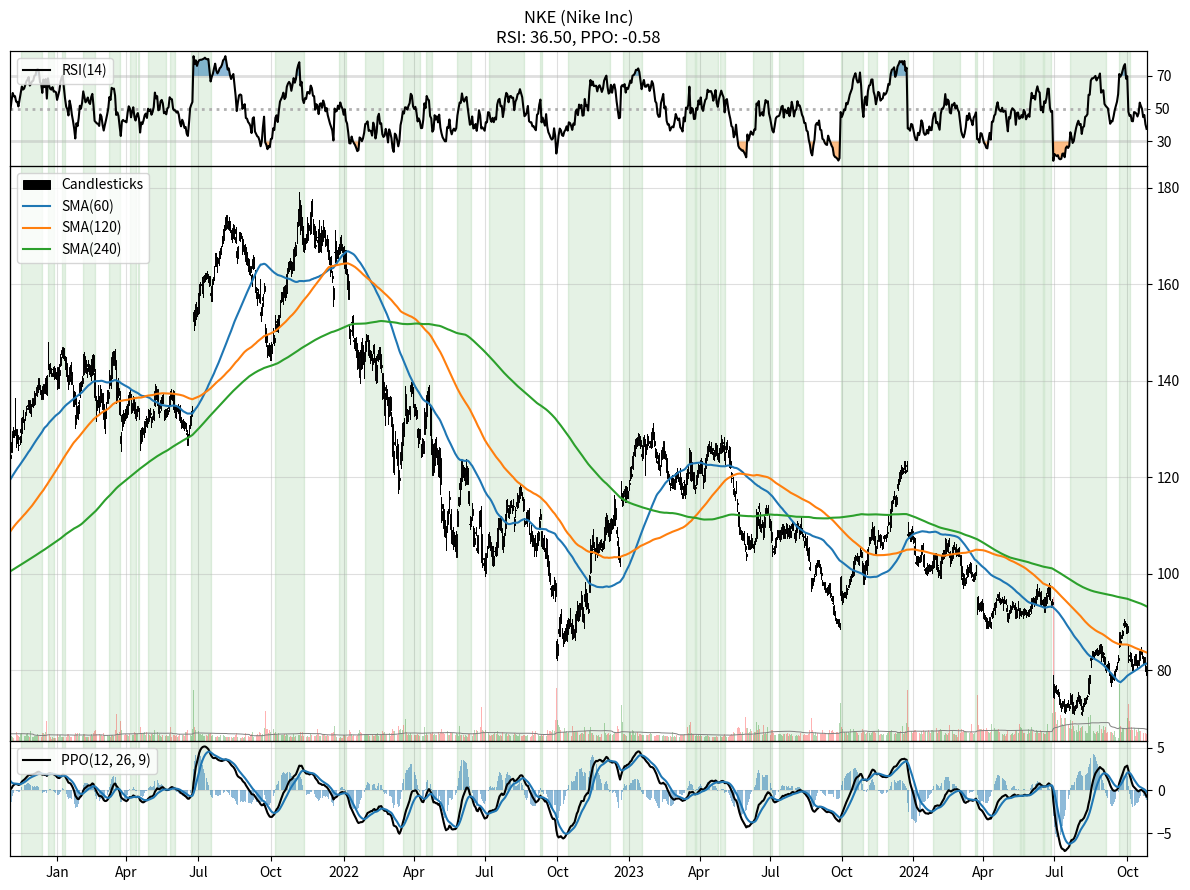 NKE (Nike Inc)
RSI: 36.50, PPO: -0.58
RSI(14)
70
50
30
Candlesticks
SMA(60)
SMA(120)
SMA(240)
180
160
140
120
100
80
PPO(12, 26, 9)
5
0
−5
Jan Apr Jul Oct 2022 Apr Jul Oct 2023 Apr Jul Oct 2024 Apr Jul Oct